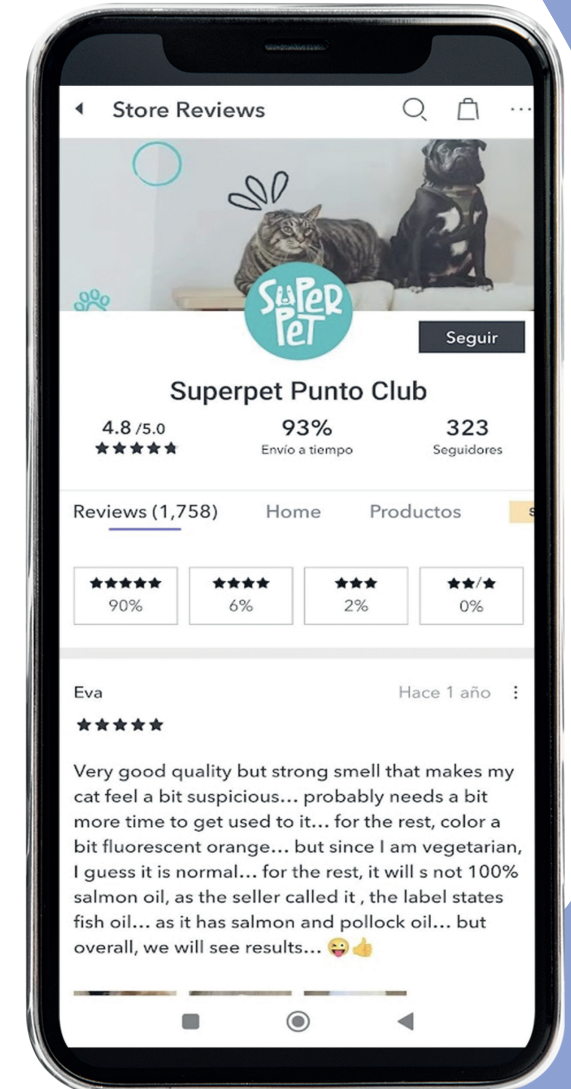 Store Reviews
SUPER
PET
Seguir
Superpet Punto Club
4.8 /5.0
93%
323
Envío a tiempo
Seguidores
Reviews (1,758)
Home
Productos
S
★★★★★
★★★★
★★★
★★/★
90%
6%
2%
0%
Eva
Hace 1 año
★★★★★
Very good quality but strong smell that makes my
cat feel a bit suspicious... probably needs a bit
more time to get used to it... for the rest, color a
bit fluorescent orange... but since I am vegetarian,
I guess it is normal... for the rest, it will s not 100%
salmon oil, as the seller called it , the label states
fish oil... as it has salmon and pollock oil... but
overall, we will see results... 😜👍